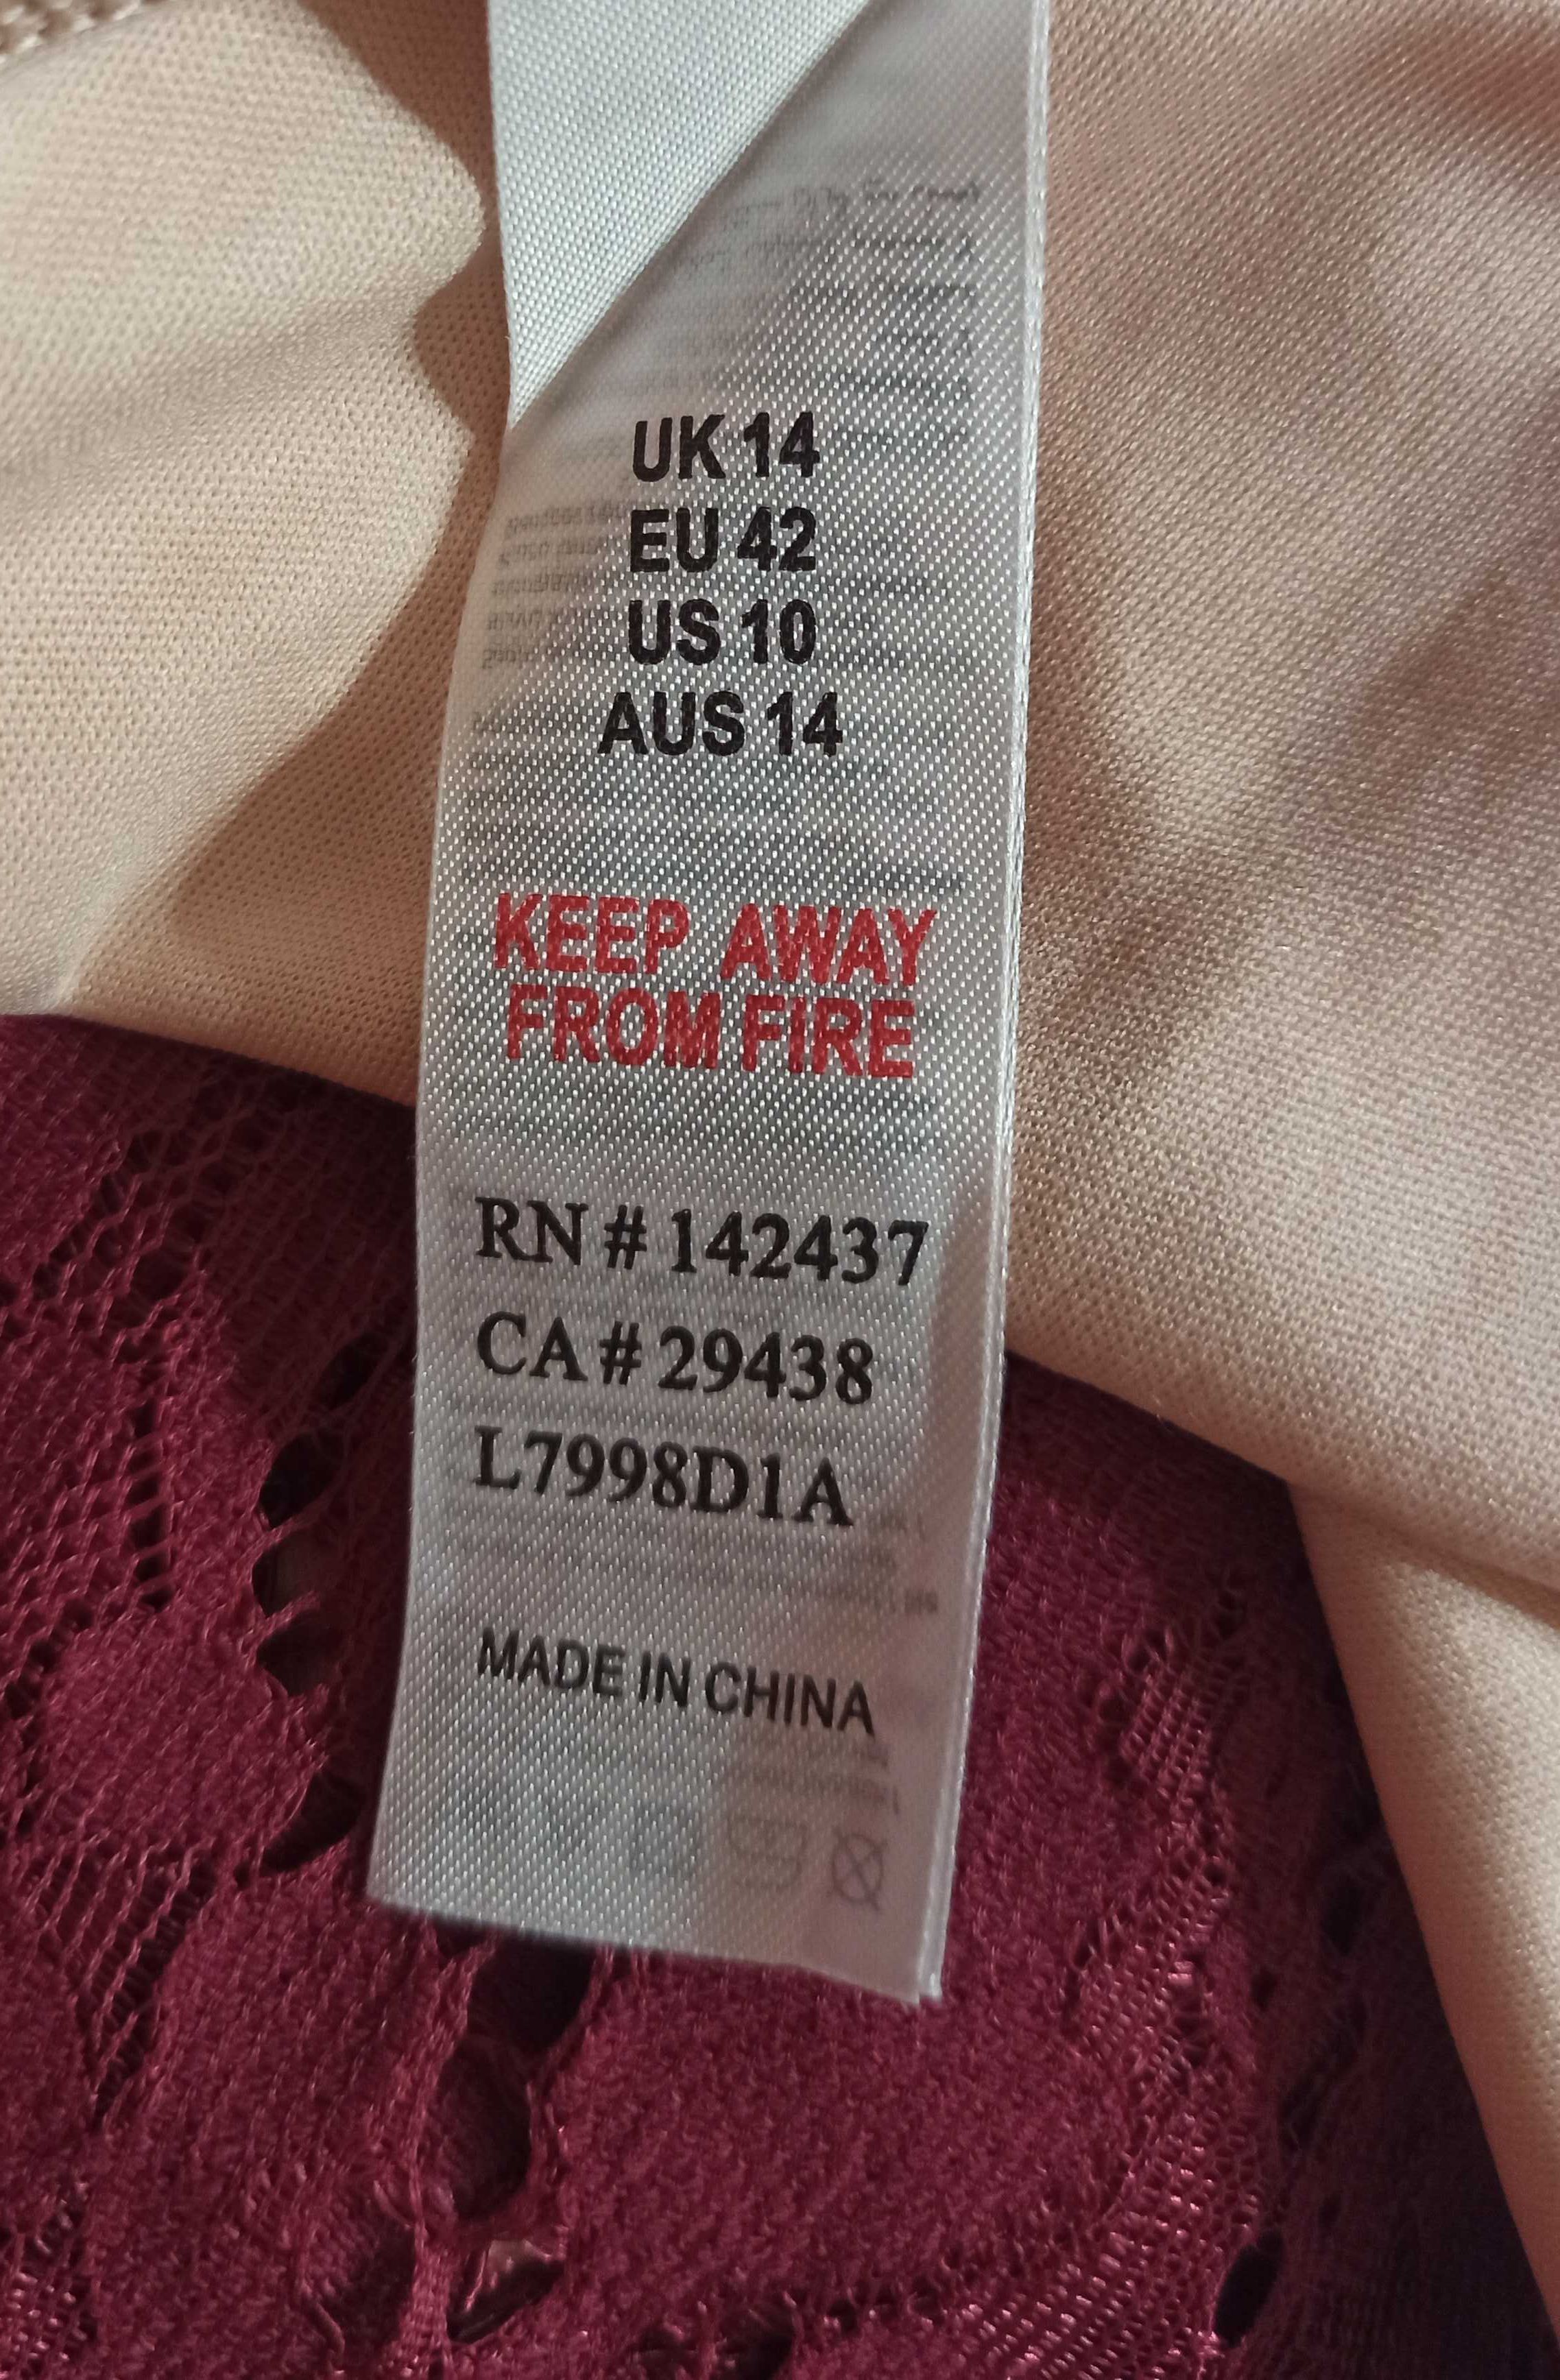 UK 14
EU 42
US 10
AUS 14
KEEP AWAY
FROM FIRE
RN # 142437
CA # 29438
L7998D1A
MADE IN CHINA